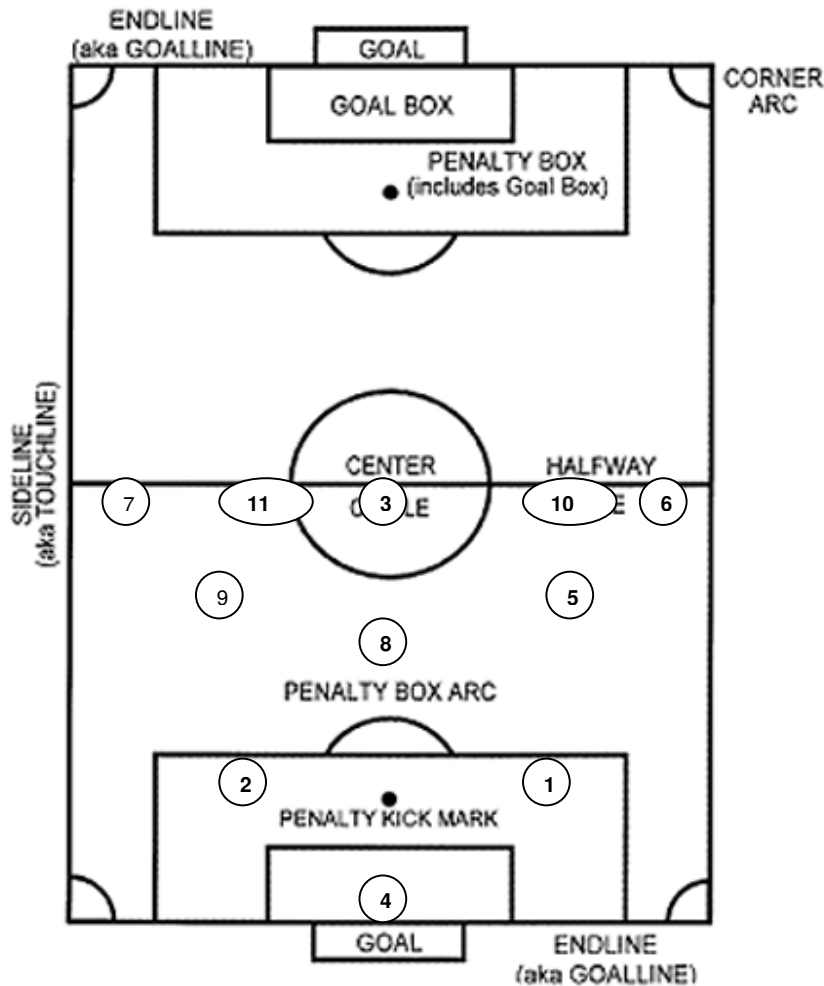 ENDLINE
(aka GOALLINE)
GOAL
CORNER
ARC
GOAL BOX
PENALTY BOX
(includes Goal Box)
SIDELINE
(aka TOUCHLINE)
CENTER
HALFWAY
7
11
3
LE
10
E
6
9
5
8
PENALTY BOX ARC
2
1
PENALTY KICK MARK
4
GOAL
ENDLINE
(aka GOALLINE)